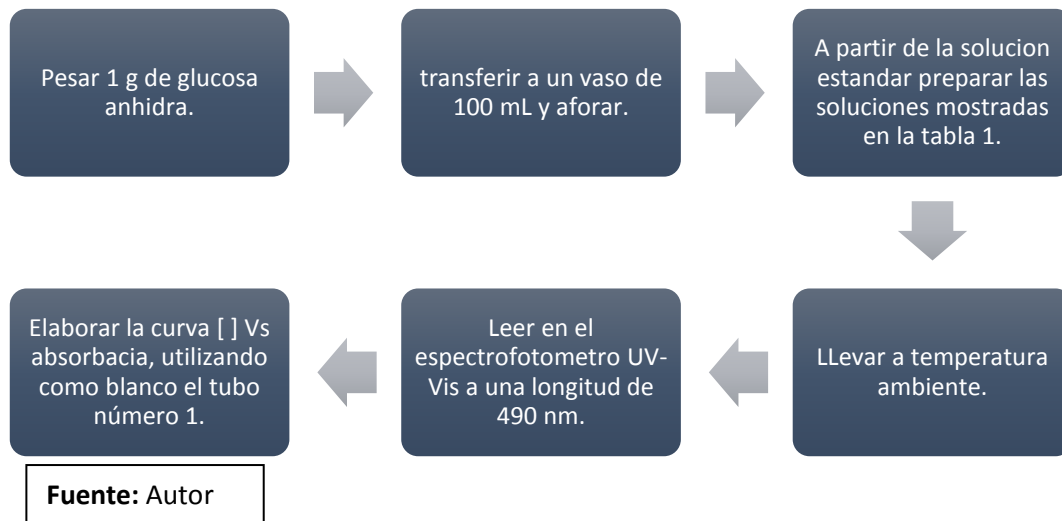 Pesar 1 g de glucosa
anhidra.
transferir a un vaso de
100 mL y aforar.
A partir de la solucion
estandar preparar las
soluciones mostradas
en la tabla 1.
LLevar a temperatura
ambiente.
Leer en el
espectrofotometro UV-
Vis a una longitud de
490 nm.
Elaborar la curva [ ] Vs
absorbacia, utilizando
como blanco el tubo
número 1.
Fuente: Autor